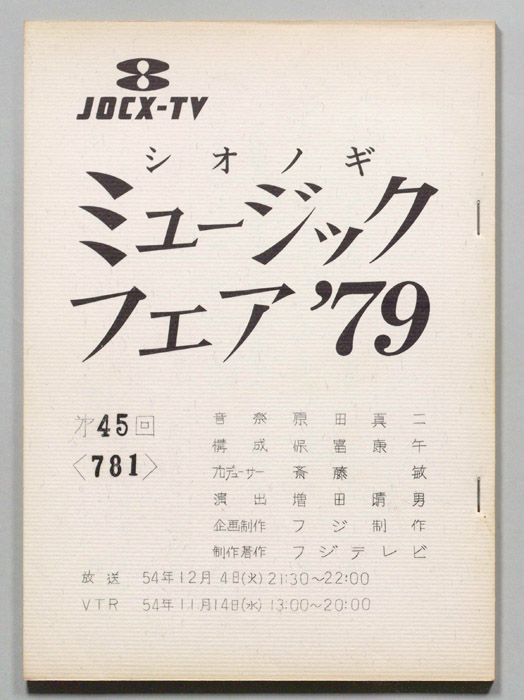 8
JOCX-TV
シオノギ
ミュージック
フェア'79
第45回
〈781〉
音楽 原田真二
構成 保富康午
プロデューサー 斎藤 敏
演出 増田晴男
企画制作 フジ制作
制作著作 フジテレビ
放送 54年12月4日(火)21:30～22:00
VTR 54年11月14日(水)13:00～20:00